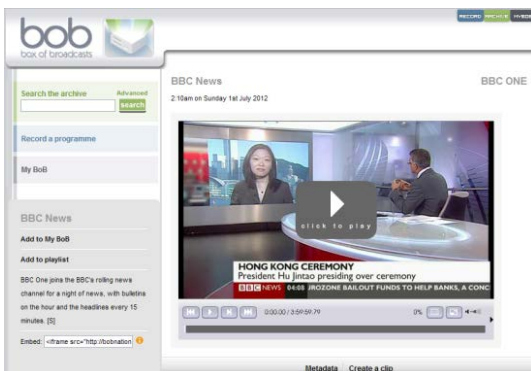 bob
box of broadcasts
RECORD ARCHIVE
Search the archive Advanced
search
Record a programme
My BoB
BBC News
Add to My BoB
Add to playlist
BBC One joins the BBC's rolling news
channel for a night of news, with bulletins
on the hour and the headlines every 15
minutes. [S]
Embed: <iframe src="http://bobnation
BBC News BBC ONE
2:10am on Sunday 1st July 2012
click to play
HONG KONG CEREMONY
President Hu Jintao presiding over ceremony
BBC NEWS 04:08 UROZONE BAILOUT FUNDS TO HELP BANKS, A CONC
0:00:00 / 3:59:59.79 0%
Metadata Create a clip